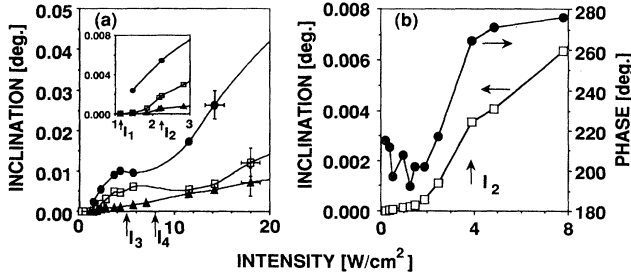 (a)
INCLINATION [deg.]
0.05
0.04
0.03
0.02
0.01
0.00
0.008
0.004
0.000
1 2 3
I1 I2
I3 I4
0 10 20
(b)
INCLINATION [deg.]
0.008
0.006
0.004
0.002
0.000
280
260
240
220
200
180
PHASE [deg.]
I2
0 2 4 6 8
INTENSITY [W/cm²]